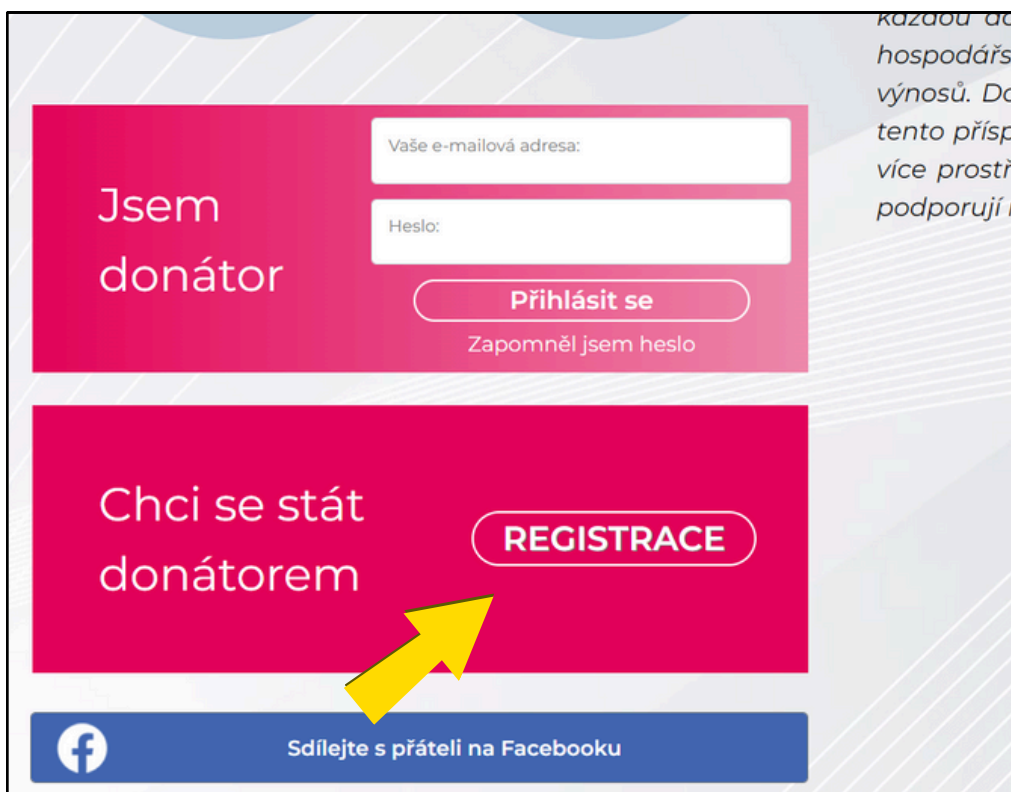 hospodářs
výnosů. Do
tento přísp
více prostř
podporují
Jsem
donátor
Vaše e-mailová adresa:
Heslo:
Přihlásit se
Zapomněl jsem heslo
Chci se stát
donátorem
REGISTRACE
Sdílejte s přáteli na Facebooku